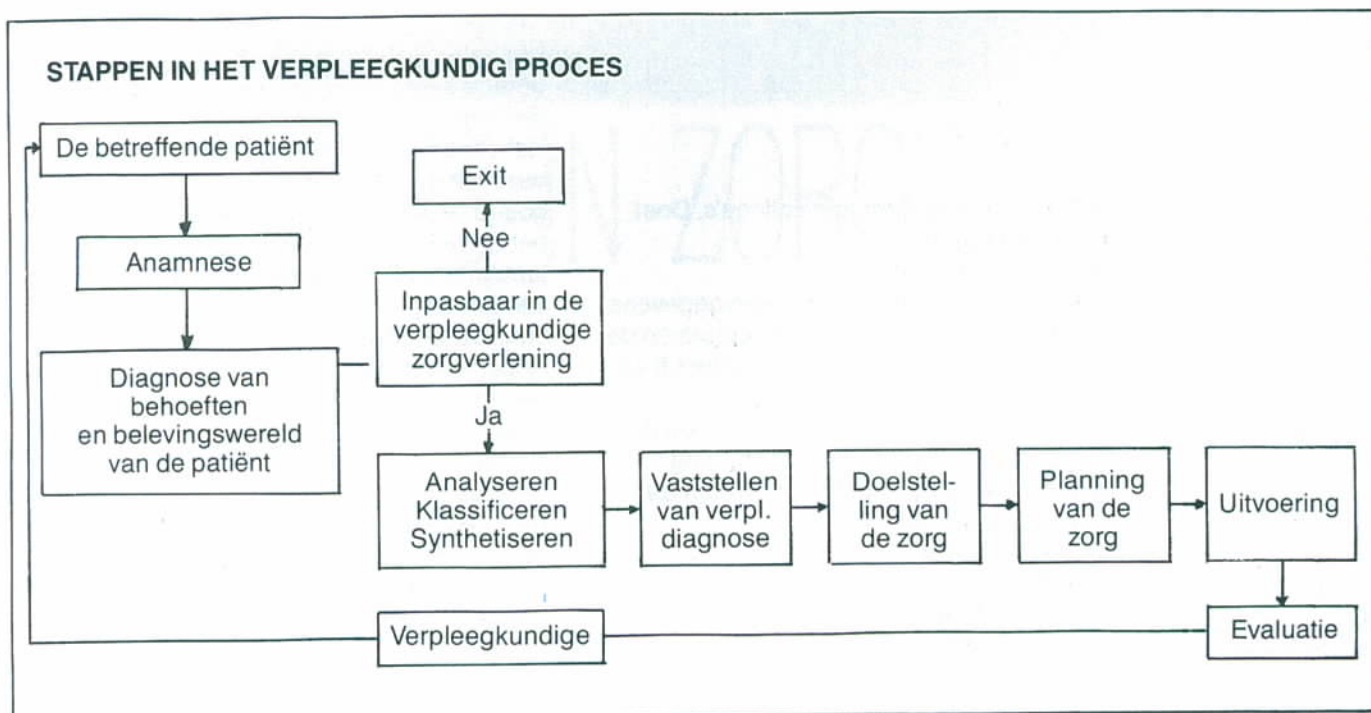 STAPPEN IN HET VERPLEEGKUNDIG PROCES
De betreffende patiënt
Anamnese
Diagnose van
behoeften
en belevingswereld
van de patiënt
Exit
Nee
Inpasbaar in de
verpleegkundige
zorgverlening
Ja
Analyseren
Klassificeren
Synthetiseren
Vaststellen
van verpl.
diagnose
Doelstel-
ling van
de zorg
Planning
van de
zorg
Uitvoering
Evaluatie
Verpleegkundige